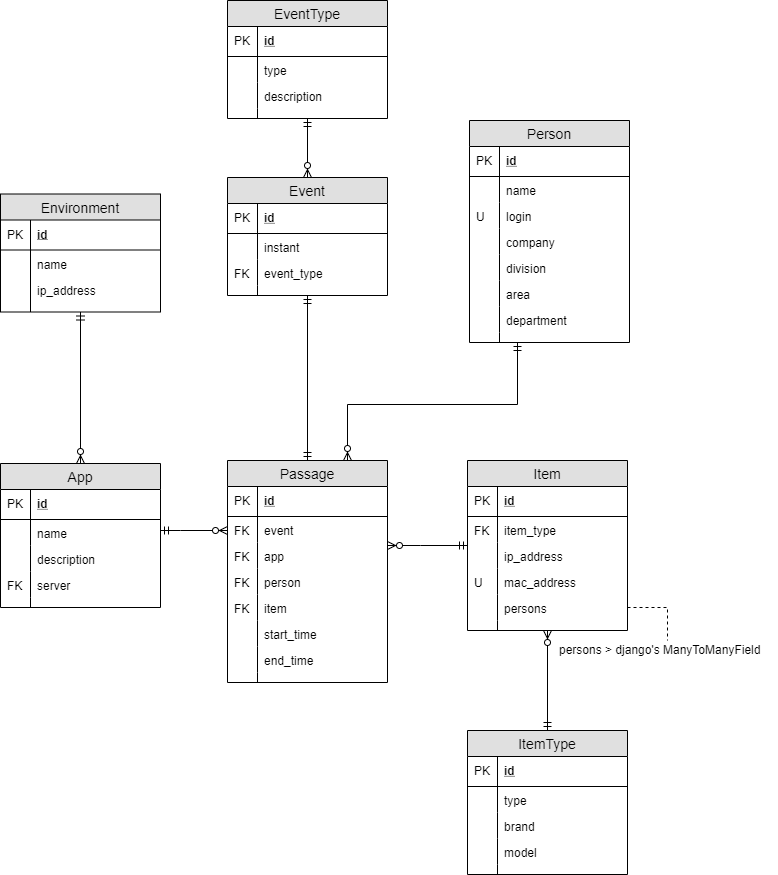 EventType
PK id
type
description
Person
PK id
name
U login
company
division
area
department
Environment
PK id
name
ip_address
Event
PK id
instant
FK event_type
App
PK id
name
description
FK server
Passage
PK id
FK event
FK app
FK person
FK item
start_time
end_time
Item
PK id
FK item_type
ip_address
U mac_address
persons
persons > django's ManyToManyField
ItemType
PK id
type
brand
model